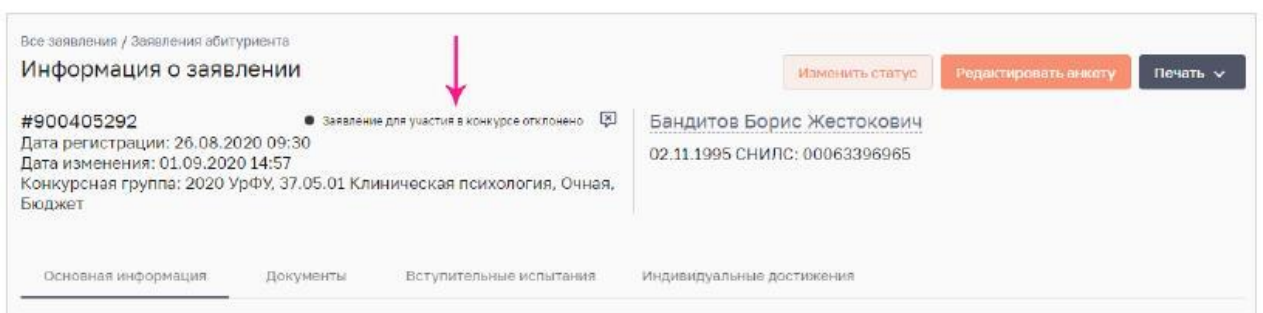 Все заявления / Заявления абитуриента
Информация о заявлении
Изменить статус
Редактировать анкету
Печать
#900405292
Заявление для участия в конкурсе отклонено
Дата регистрации: 26.08.2020 09:30
Дата изменения: 01.09.2020 14:57
Конкурсная группа: 2020 УрФУ, 37.05.01 Клиническая психология, Очная,
Бюджет
Бандитов Борис Жестокович
02.11.1995 СНИЛС: 00063396965
Основная информация
Документы
Вступительные испытания
Индивидуальные достижения